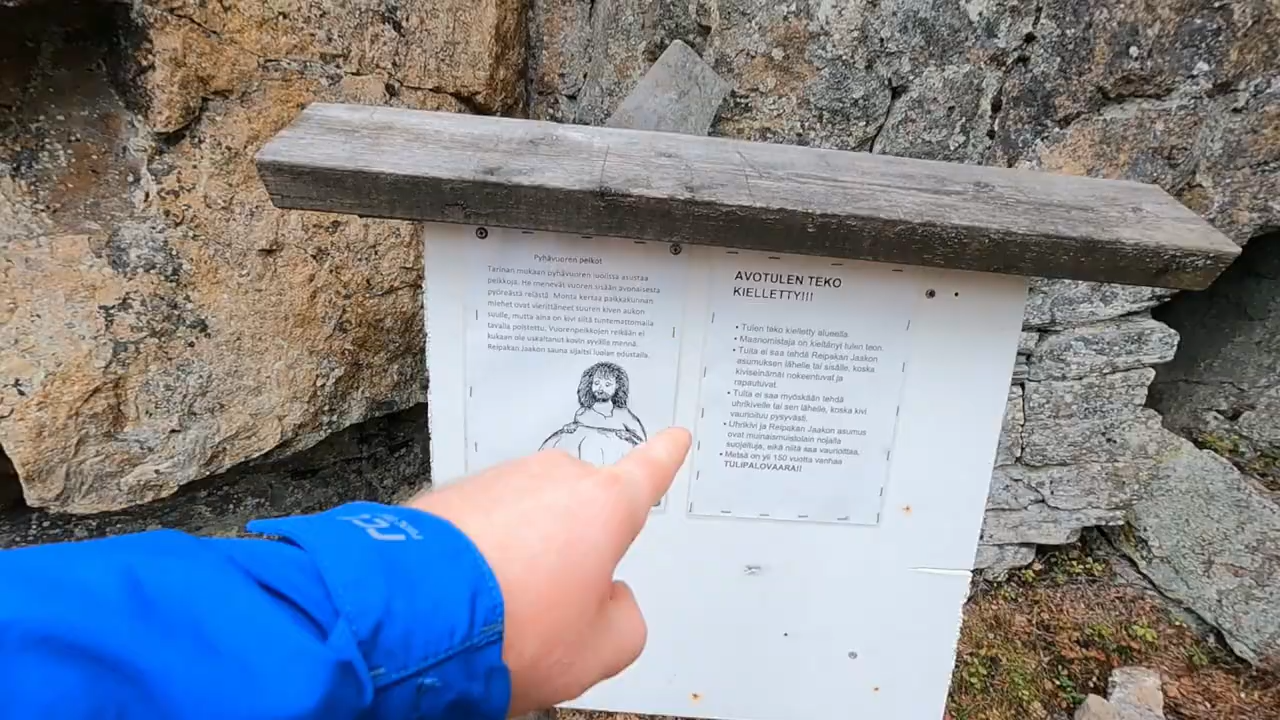 Pyhävuoren peikot
Tarinan mukaan pyhävuoren luolissa asustaa
peikkoja. He menevät vuoren sisään avonaisesta
pyöreästä reiästä. Monta kertaa paikkakunnan
miehet ovat vierittäneet suuren kiven aukon
suulle, mutta aina on kivi siitä tuntemattomalla
tavalla poistettu. Vuorenpeikkojen reikään ei
kukaan ole uskaltanut kovin syvälle mennä.
Reipakan Jaakon sauna sijaitsi luolan edustalla.
AVOTULEN TEKO
KIELLETTY!!!
• Tulen teko kielletty alueella.
• Maanomistaja on kieltänyt tulen teon.
• Tulta ei saa tehdä Reipakan Jaakon
asumuksen lähelle tai sisälle, koska
kiviseinämät nokeentuvat ja
rapautuvat.
• Tulta ei saa myöskään tehdä
uhrikivelle tai sen lähelle, koska kivi
vaurioituu pysyvästi.
• Uhrikivi ja Reipakan Jaakon asumus
ovat muinaismuistolain nojalla
suojeltuja, eikä niitä saa vaurioittaa.
• Metsä on yli 150 vuotta vanhaa
TULIPALOVAARA!!